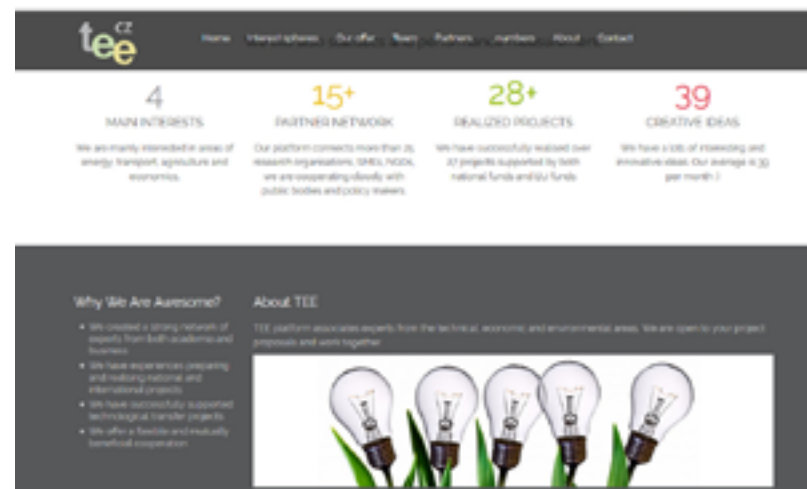 cz
tee
Home Interest spheres Our offer Team Partners numbers About Contact
4
MAIN INTERESTS
We are mainly interested in areas of
energy, transport, agriculture and
economics.
15+
PARTNER NETWORK
Our platform connects more than 25
research organisations, SMEs, NGOs,
we are cooperating closely with
public bodies and policy makers.
28+
REALIZED PROJECTS
We have successfully realised over
27 projects supported by both
national funds and EU funds
39
CREATIVE IDEAS
We have a lots of interesting and
innovative ideas. Our average is 39
per month :)
Why We Are Awesome?
We created a strong network of
experts from both academia and
business
We have experiences preparing
and realising national and
international projects
We have successfully supported
technological transfer projects
We offer a flexible and mutually
beneficial cooperation
About TEE
TEE platform associates experts from the technical, economic and environmental areas. We are open to your project
proposals and work together